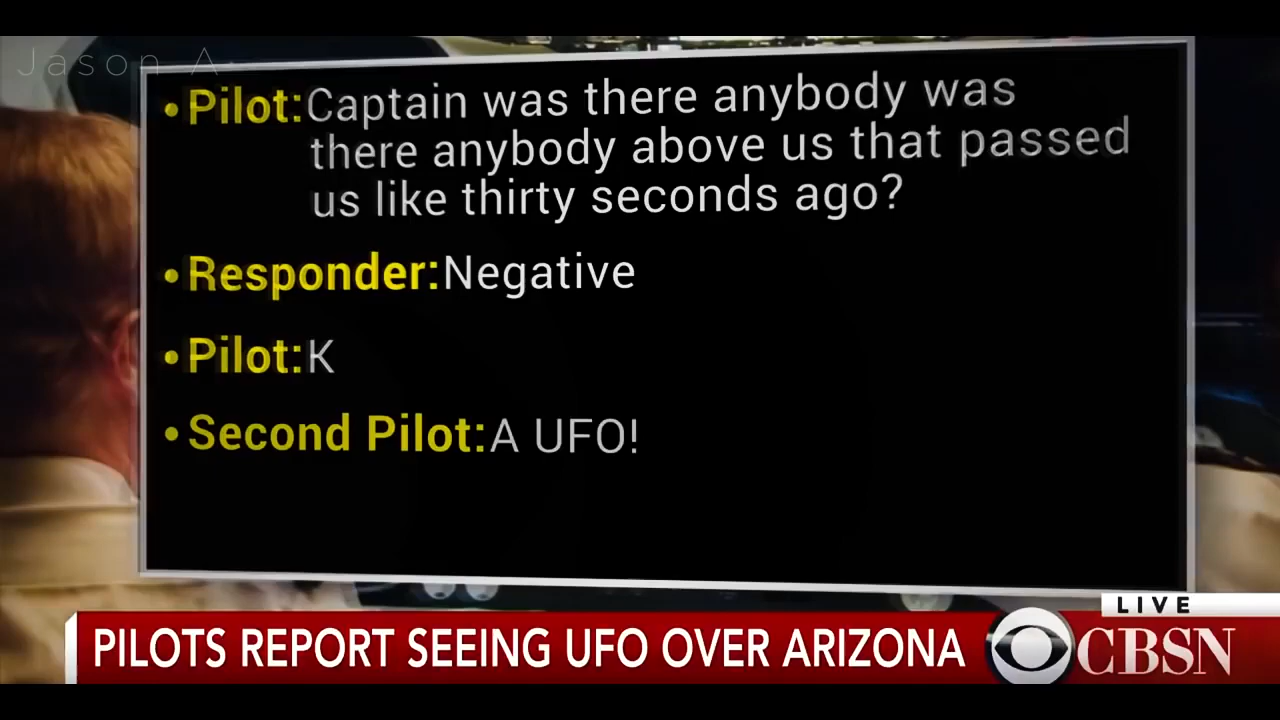 Jason A
• Pilot: Captain was there anybody was
there anybody above us that passed
us like thirty seconds ago?
• Responder: Negative
• Pilot: K
• Second Pilot: A UFO!
LIVE
PILOTS REPORT SEEING UFO OVER ARIZONA
CBSN